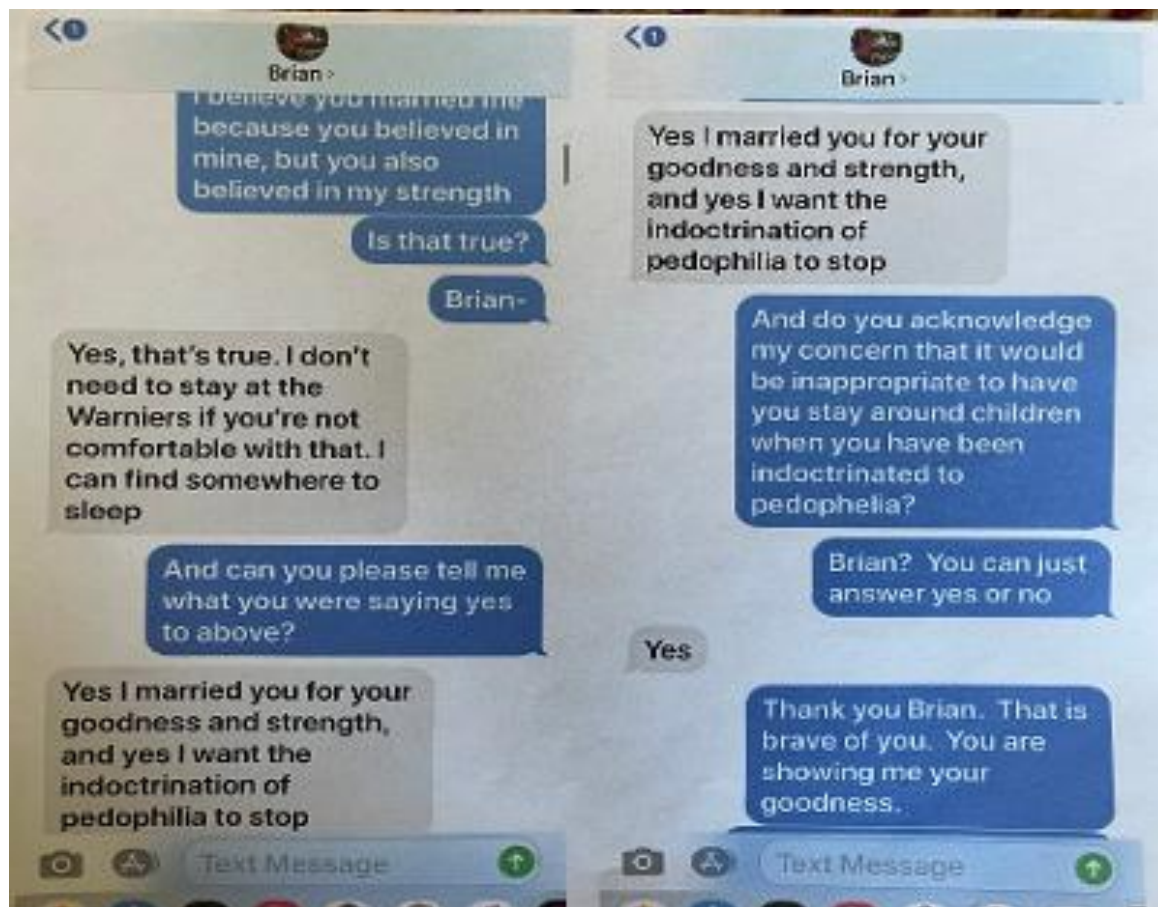 1
Brian >
I believe you married me
because you believed in
mine, but you also
believed in my strength
Is that true?
Brian-
Yes, that's true. I don't
need to stay at the
Warniers if you're not
comfortable with that. I
can find somewhere to
sleep
And can you please tell me
what you were saying yes
to above?
Yes I married you for your
goodness and strength,
and yes I want the
indoctrination of
pedophilia to stop
Text Message
1
Brian >
Yes I married you for your
goodness and strength,
and yes I want the
indoctrination of
pedophilia to stop
And do you acknowledge
my concern that it would
be inappropriate to have
you stay around children
when you have been
indoctrinated to
pedophelia?
Brian?  You can just
answer yes or no
Yes
Thank you Brian.  That is
brave of you.  You are
showing me your
goodness.
Text Message